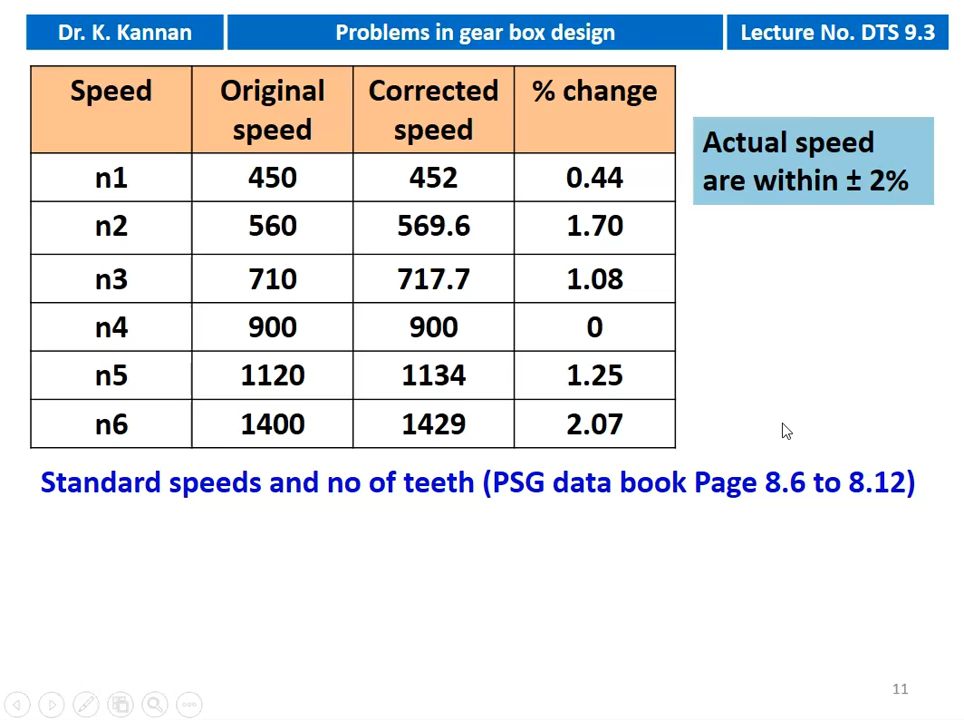 Dr. K. Kannan Problems in gear box design Lecture No. DTS 9.3
Speed Original speed Corrected speed % change
n1 450 452 0.44
n2 560 569.6 1.70
n3 710 717.7 1.08
n4 900 900 0
n5 1120 1134 1.25
n6 1400 1429 2.07
Actual speed
are within ± 2%
Standard speeds and no of teeth (PSG data book Page 8.6 to 8.12)
11